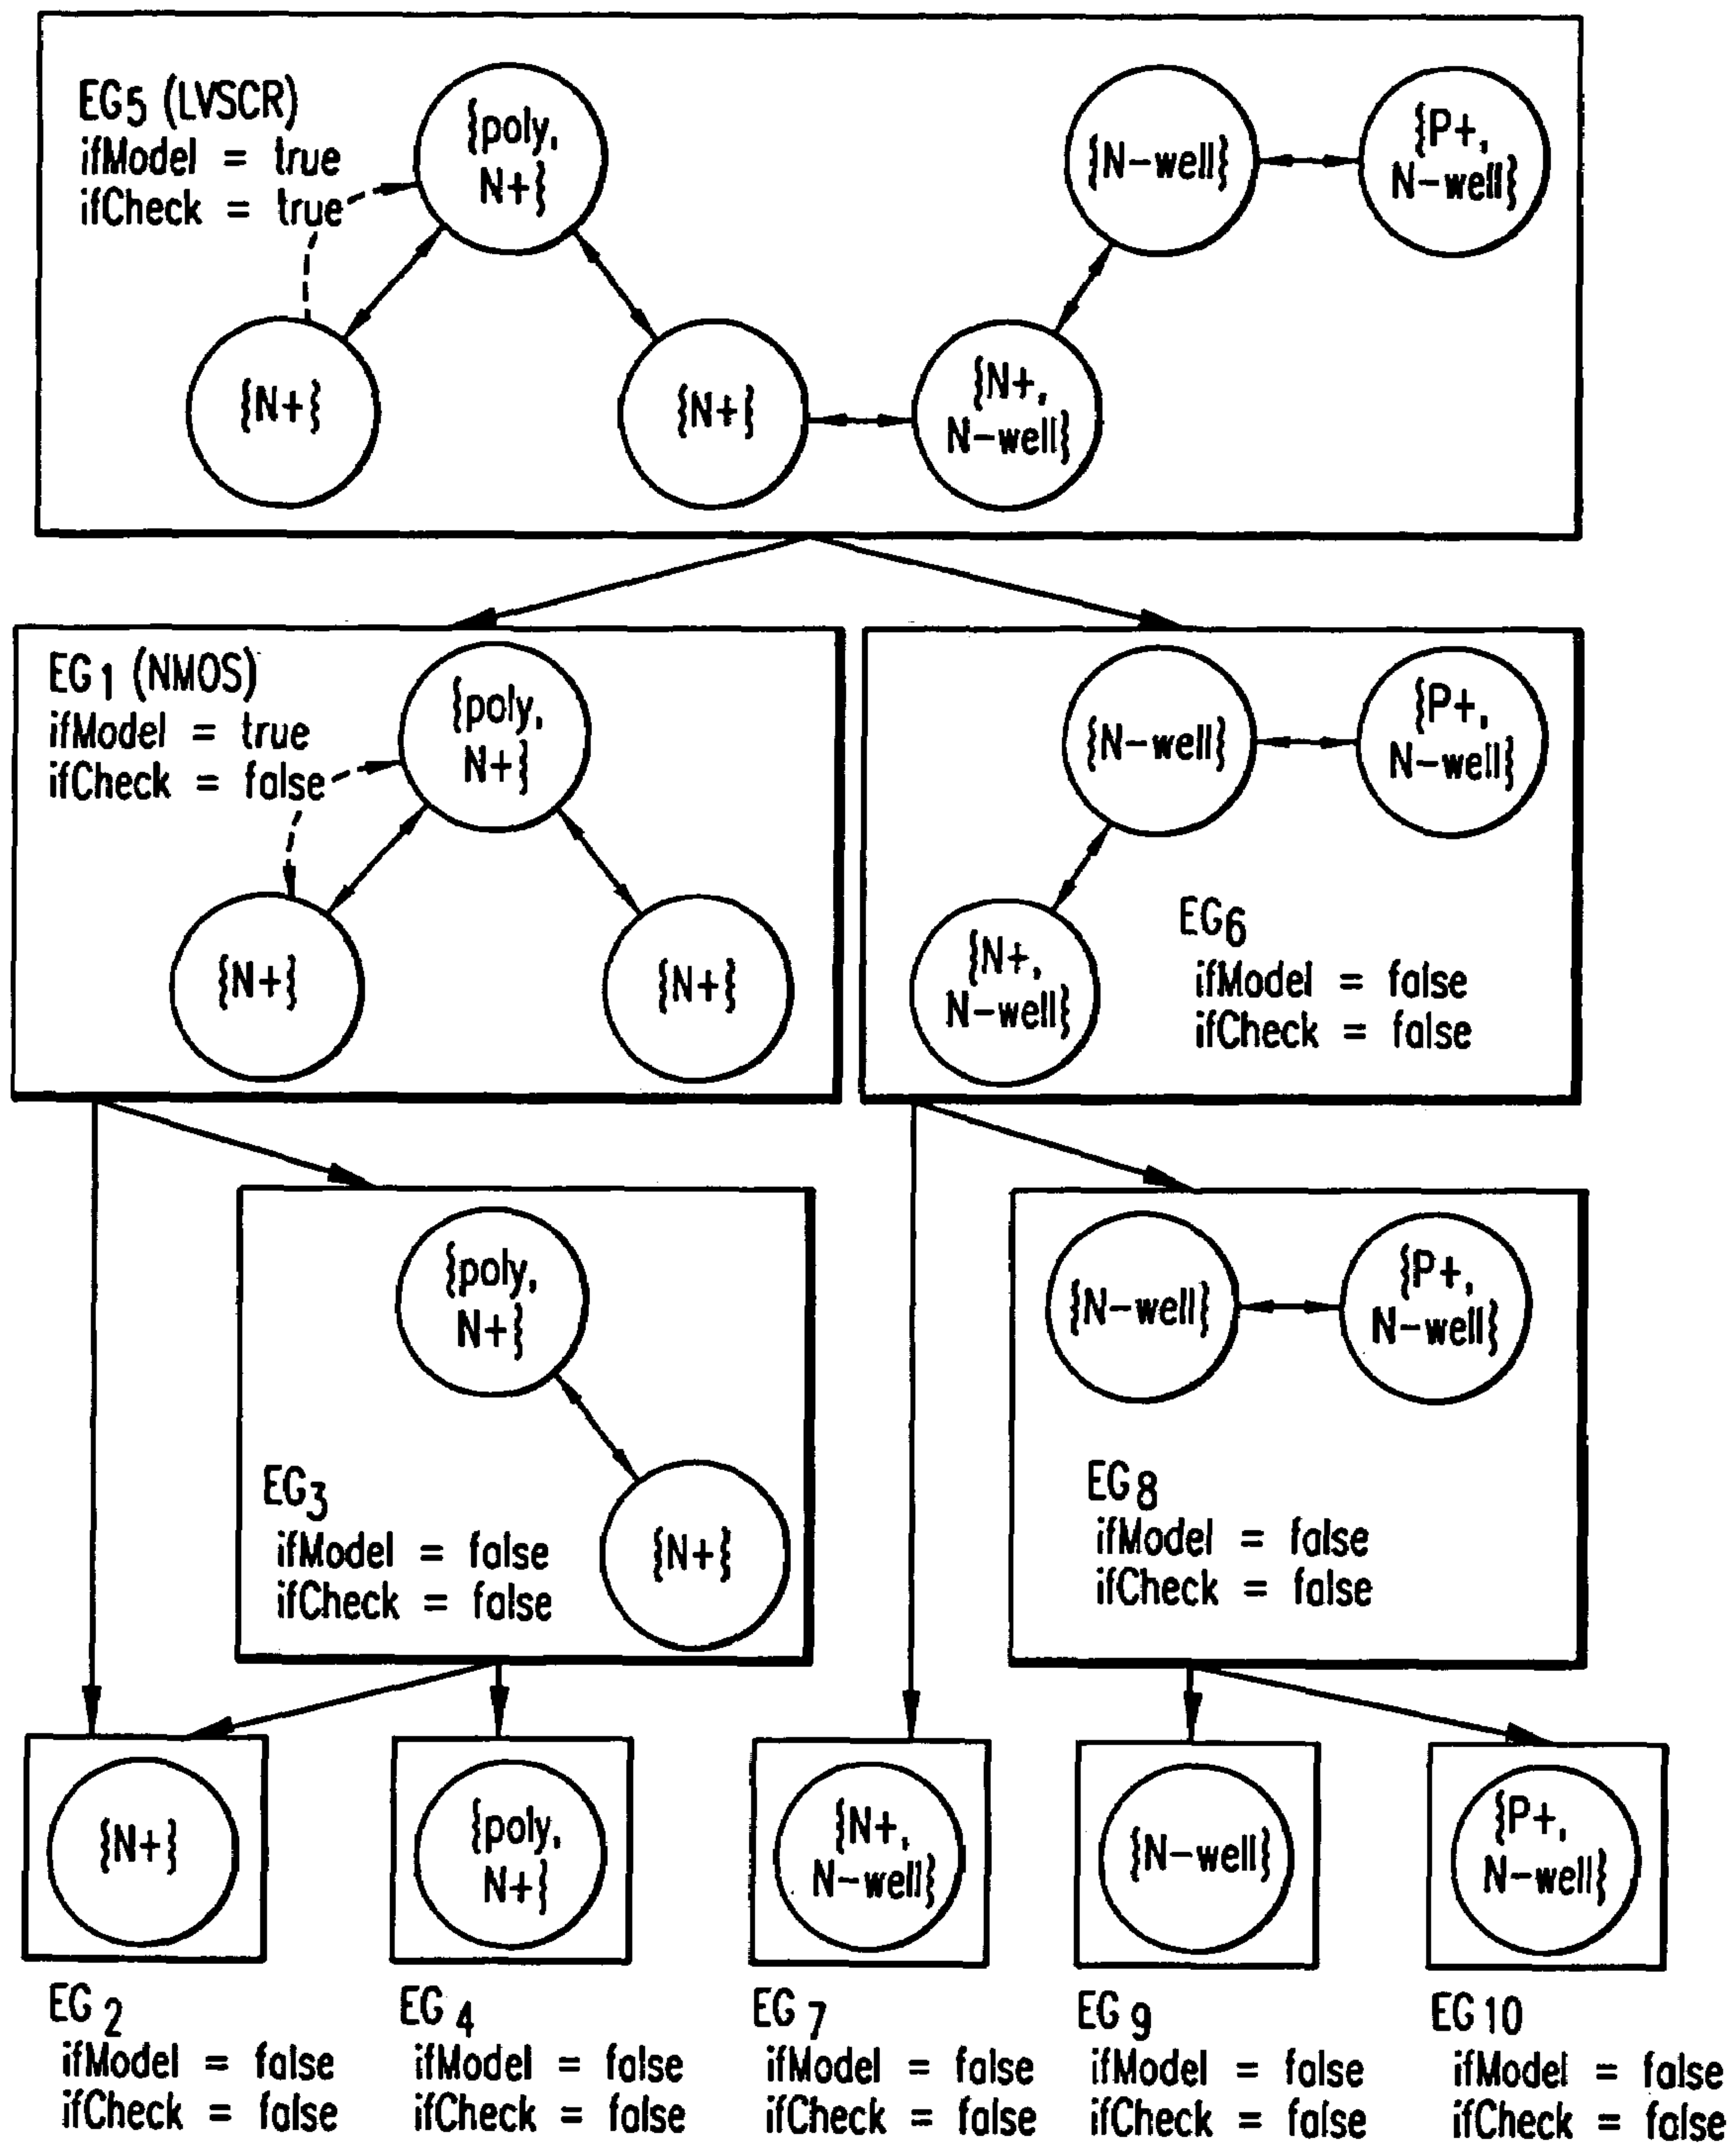 EG5 (LVSCR)
ifModel = true
ifCheck = true
{poly,
N+}
{N-well}
{P+,
N-well}
{N+}
{N+}
{N+,
N-well}
EG1 (NMOS)
ifModel = true
ifCheck = false
{poly,
N+}
{N+}
{N+}
{N-well}
{P+,
N-well}
{N+,
N-well}
EG6
ifModel = false
ifCheck = false
{poly,
N+}
{N+}
EG3
ifModel = false
ifCheck = false
{N-well}
{P+,
N-well}
EG8
ifModel = false
ifCheck = false
{N+}
{poly,
N+}
{N+,
N-well}
{N-well}
{P+,
N-well}
EG2
ifModel = false
ifCheck = false
EG4
ifModel = false
ifCheck = false
EG7
ifModel = false
ifCheck = false
EG9
ifModel = false
ifCheck = false
EG10
ifModel = false
ifCheck = false